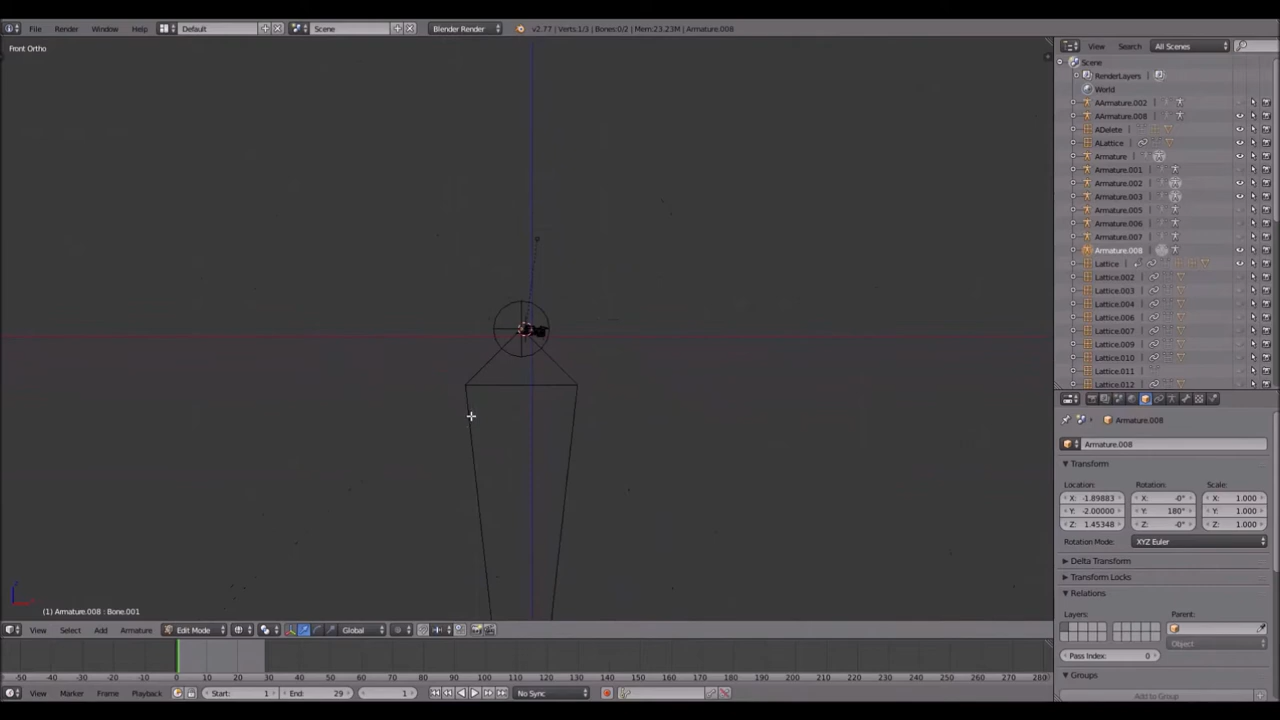 File Render Window Help Default Scene Blender Render v2.77 | Verts:1/3 | Bones:0/2 | Mem:23.23M | Armature.008
Front Ortho
View Search All Scenes
Scene
RenderLayers |
World
AArmature.002 |
AArmature.008 |
ADelete |
ALattice |
Armature |
Armature.001 |
Armature.002 |
Armature.003 |
Armature.005 |
Armature.006 |
Armature.007 |
Armature.008 |
Lattice |
Lattice.002 |
Lattice.003 |
Lattice.004 |
Lattice.006 |
Lattice.007 |
Lattice.009 |
Lattice.010 |
Lattice.011 |
Lattice.012 |
Armature.008
Armature.008
Transform
Location: Rotation: Scale:
X: -1.89883 X: -0° X: 1.000
Y: -2.00000 Y: 180° Y: 1.000
Z: 1.45348 Z: -0° Z: 1.000
Rotation Mode: XYZ Euler
Delta Transform
Transform Locks
Relations
Layers: Parent:
Object
Pass Index: 0
Groups
Add to Group
(1) Armature.008 : Bone.001
View Select Add Armature Edit Mode Global
-50 -40 -30 -20 -10 0 10 20 30 40 50 60 70 80 90 100 110 120 130 140 150 160 170 180 190 200 210 220 230 240 250 260 270 280
View Marker Frame Playback Start: 1 End: 29 1 No Sync